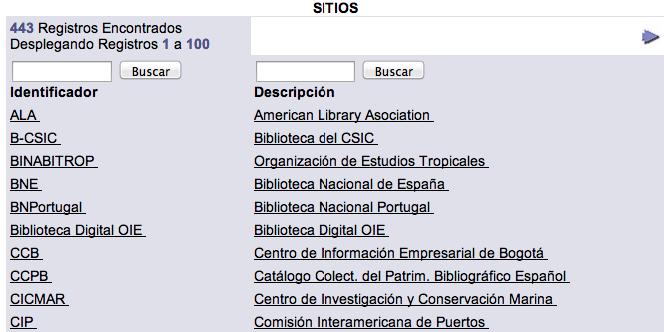 SITIOS
443 Registros Encontrados
Desplegando Registros 1 a 100
Buscar Buscar
Identificador Descripción
ALA American Library Asociation
B-CSIC Biblioteca del CSIC
BINABITROP Organización de Estudios Tropicales
BNE Biblioteca Nacional de España
BNPortugal Biblioteca Nacional Portugal
Biblioteca Digital OIE Biblioteca Digital OIE
CCB Centro de Información Empresarial de Bogotá
CCPB Catálogo Colect. del Patrim. Bibliográfico Español
CICMAR Centro de Investigación y Conservación Marina
CIP Comisión Interamericana de Puertos